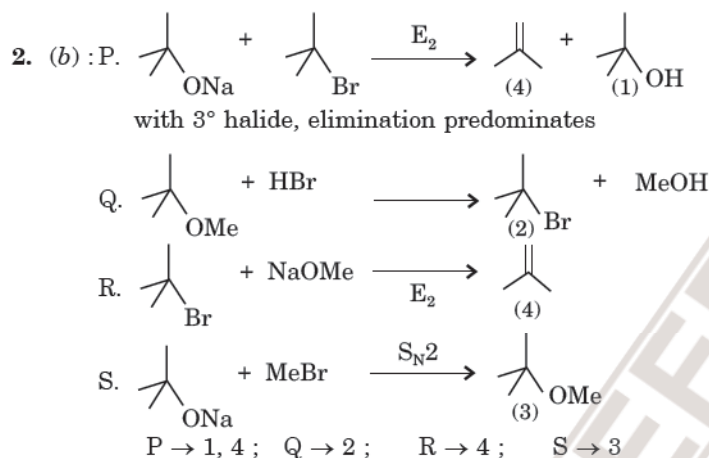 2. (b) : P. ONa + Br E₂ (4) + (1) OH
with 3° halide, elimination predominates
Q. OMe + HBr (2) Br + MeOH
R. Br + NaOMe E₂ (4)
S. ONa + MeBr S_N2 (3) OMe
P → 1, 4 ; Q → 2 ; R → 4 ; S → 3